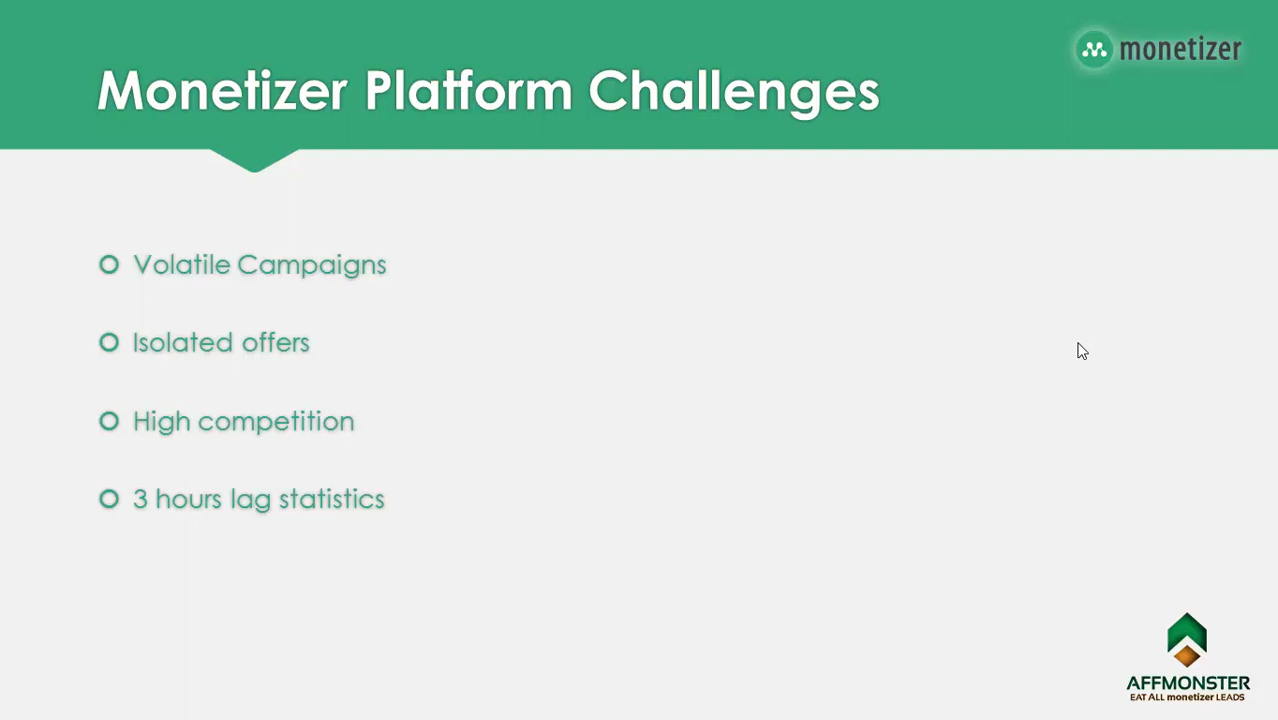 monetizer
Monetizer Platform Challenges
Volatile Campaigns
Isolated offers
High competition
3 hours lag statistics
AFFMONSTER
EAT ALL monetizer LEADS